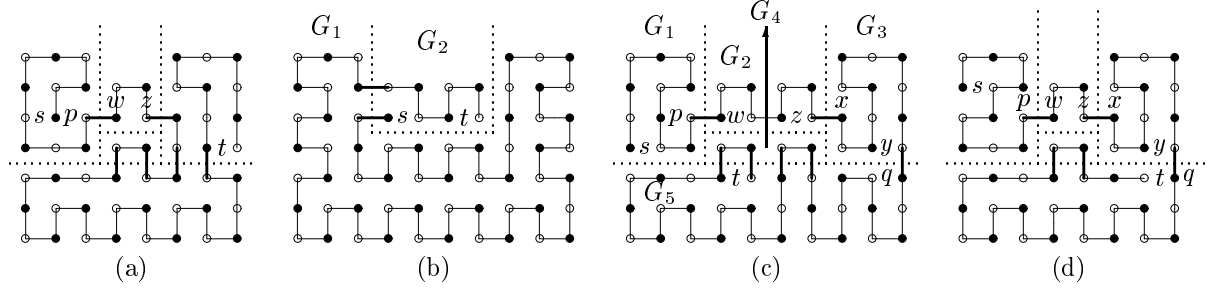 G₁ G₂ G₁ G₄ G₃
G₂
s p w z t
s t
p w z x
s t y q
G₅
s p w z x
y t q
(a) (b) (c) (d)